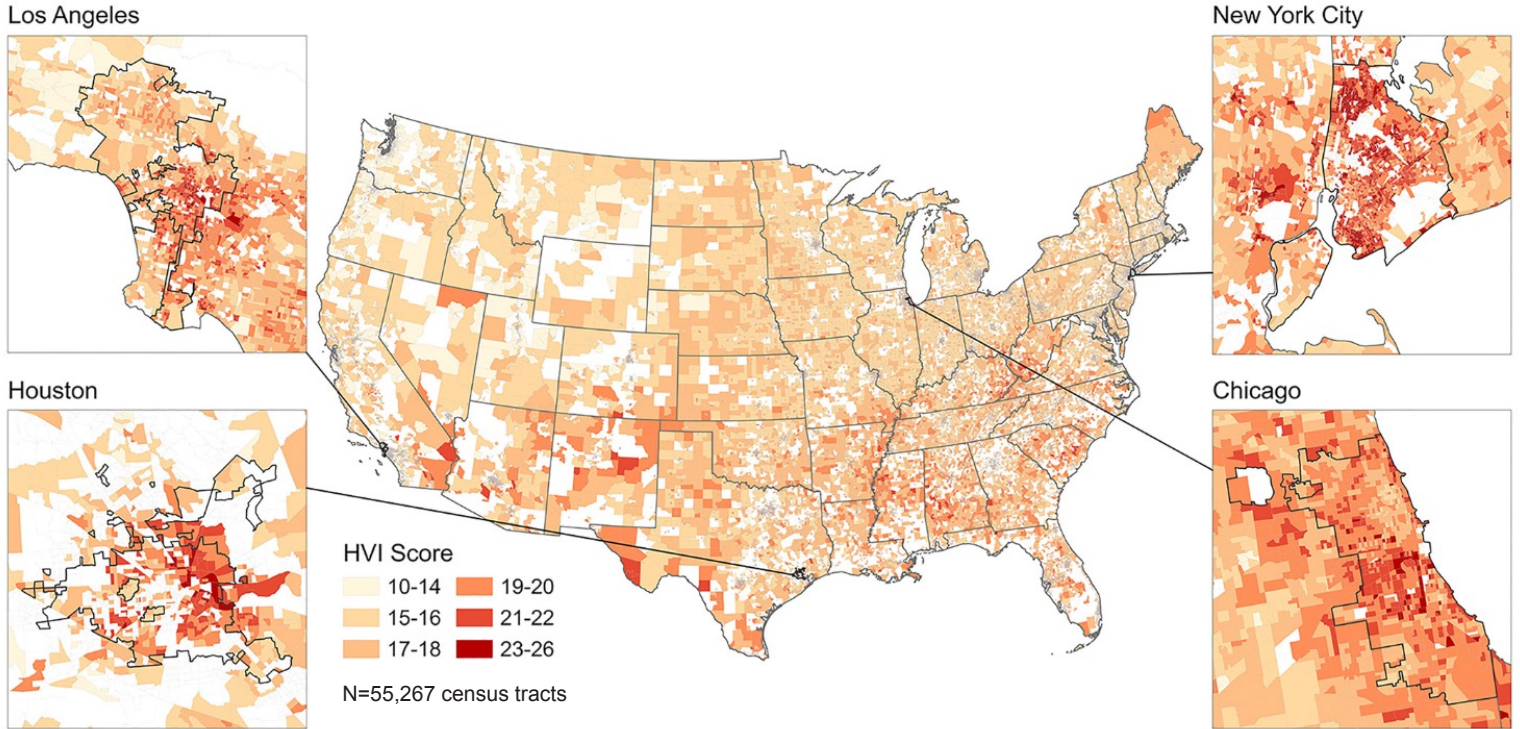 Los Angeles
New York City
Houston
Chicago
HVI Score
10-14
15-16
17-18
19-20
21-22
23-26
N=55,267 census tracts